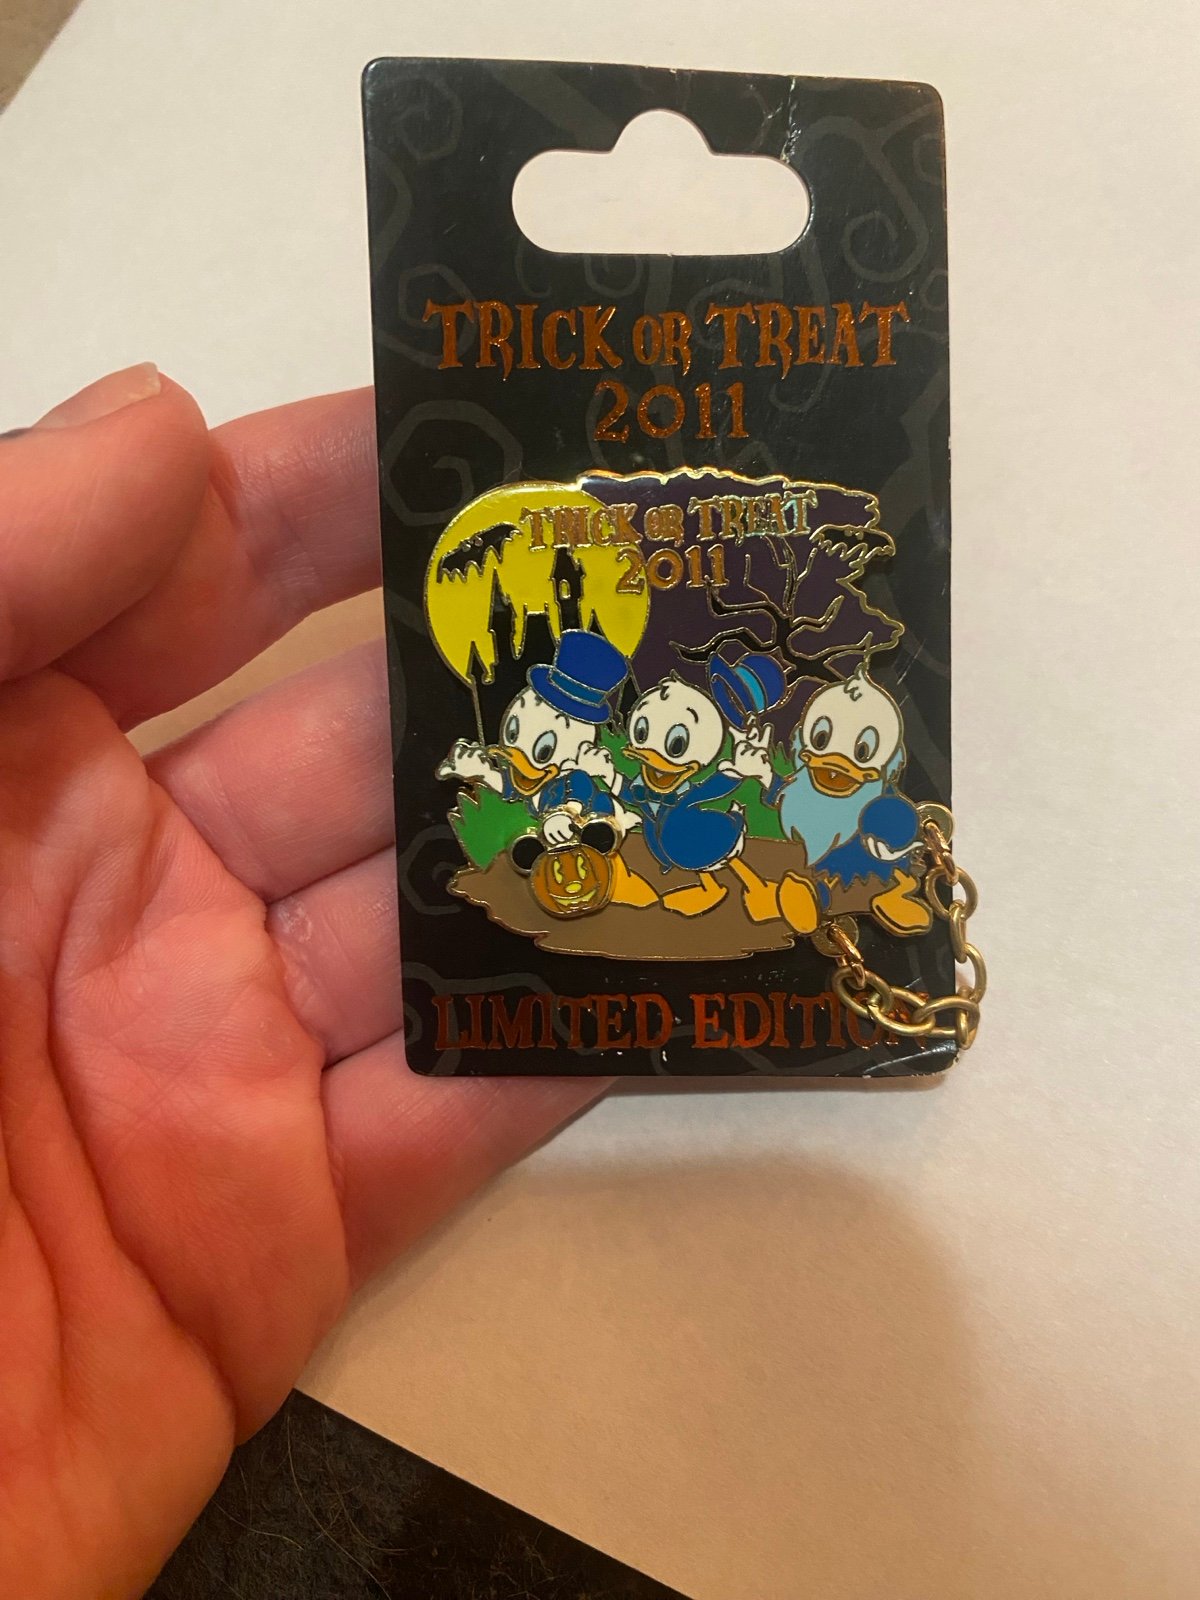 TRICK OR TREAT
2011
TRICK OR TREAT
2011
LIMITED EDITION